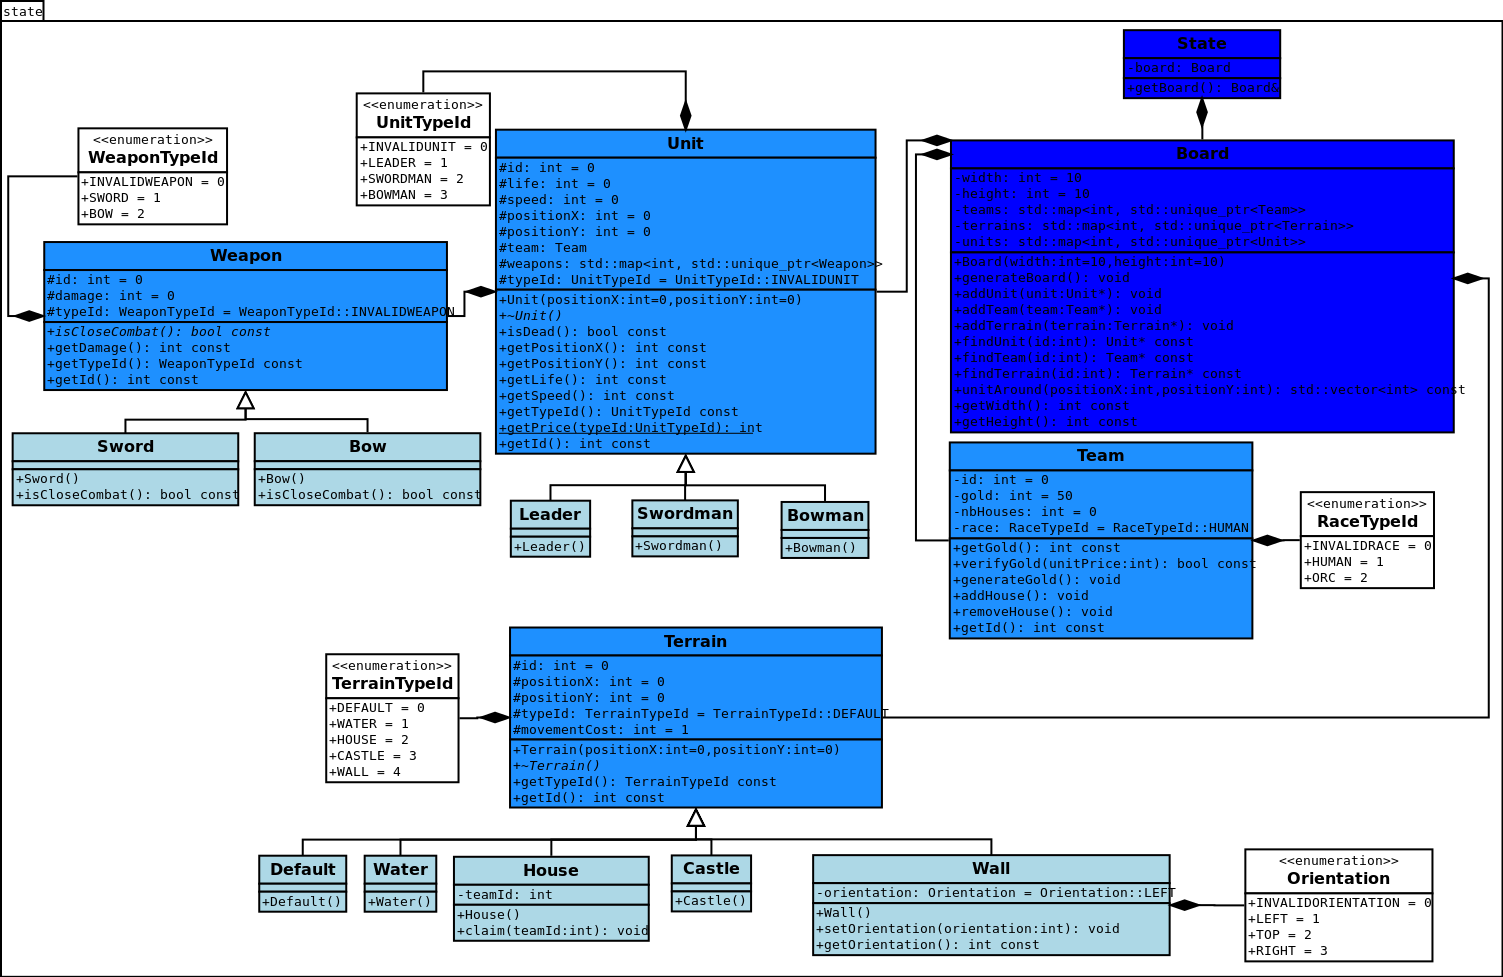 state
State
-board: Board
+getBoard(): Board&
<<enumeration>>
UnitTypeId
+INVALIDUNIT = 0
+LEADER = 1
+SWORDMAN = 2
+BOWMAN = 3
<<enumeration>>
WeaponTypeId
+INVALIDWEAPON = 0
+SWORD = 1
+BOW = 2
Unit
#id: int = 0
#life: int = 0
#speed: int = 0
#positionX: int = 0
#positionY: int = 0
#team: Team
#weapons: std::map<int, std::unique_ptr<Weapon>>
#typeId: UnitTypeId = UnitTypeId::INVALIDUNIT
+Unit(positionX:int=0,positionY:int=0)
+~Unit()
+isDead(): bool const
+getPositionX(): int const
+getPositionY(): int const
+getLife(): int const
+getSpeed(): int const
+getTypeId(): UnitTypeId const
+getPrice(typeId:UnitTypeId): int
+getId(): int const
Board
-width: int = 10
-height: int = 10
-teams: std::map<int, std::unique_ptr<Team>>
-terrains: std::map<int, std::unique_ptr<Terrain>>
-units: std::map<int, std::unique_ptr<Unit>>
+Board(width:int=10,height:int=10)
+generateBoard(): void
+addUnit(unit:Unit*): void
+addTeam(team:Team*): void
+addTerrain(terrain:Terrain*): void
+findUnit(id:int): Unit* const
+findTeam(id:int): Team* const
+findTerrain(id:int): Terrain* const
+unitAround(positionX:int,positionY:int): std::vector<int> const
+getWidth(): int const
+getHeight(): int const
Weapon
#id: int = 0
#damage: int = 0
#typeId: WeaponTypeId = WeaponTypeId::INVALIDWEAPON
+isCloseCombat(): bool const
+getDamage(): int const
+getTypeId(): WeaponTypeId const
+getId(): int const
Sword
+Sword()
+isCloseCombat(): bool const
Bow
+Bow()
+isCloseCombat(): bool const
Leader
+Leader()
Swordman
+Swordman()
Bowman
+Bowman()
Team
-id: int = 0
-gold: int = 50
-nbHouses: int = 0
-race: RaceTypeId = RaceTypeId::HUMAN
+getGold(): int const
+verifyGold(unitPrice:int): bool const
+generateGold(): void
+addHouse(): void
+removeHouse(): void
+getId(): int const
<<enumeration>>
RaceTypeId
+INVALIDRACE = 0
+HUMAN = 1
+ORC = 2
Terrain
#id: int = 0
#positionX: int = 0
#positionY: int = 0
#typeId: TerrainTypeId = TerrainTypeId::DEFAULT
#movementCost: int = 1
+Terrain(positionX:int=0,positionY:int=0)
+~Terrain()
+getTypeId(): TerrainTypeId const
+getId(): int const
<<enumeration>>
TerrainTypeId
+DEFAULT = 0
+WATER = 1
+HOUSE = 2
+CASTLE = 3
+WALL = 4
Default
+Default()
Water
+Water()
House
-teamId: int
+House()
+claim(teamId:int): void
Castle
+Castle()
Wall
-orientation: Orientation = Orientation::LEFT
+Wall()
+setOrientation(orientation:int): void
+getOrientation(): int const
<<enumeration>>
Orientation
+INVALIDORIENTATION = 0
+LEFT = 1
+TOP = 2
+RIGHT = 3